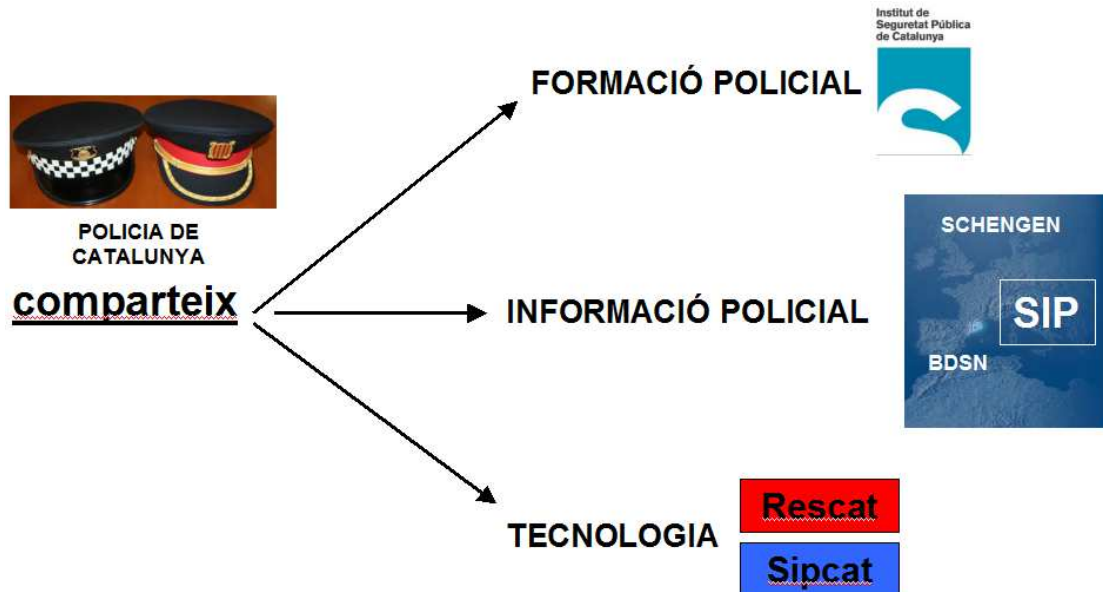 Institut de
Seguretat Pública
de Catalunya
FORMACIÓ POLICIAL
POLICIA DE
CATALUNYA
comparteix
INFORMACIÓ POLICIAL
SCHENGEN
SIP
BDSN
TECNOLOGIA
Rescat
Sipcat